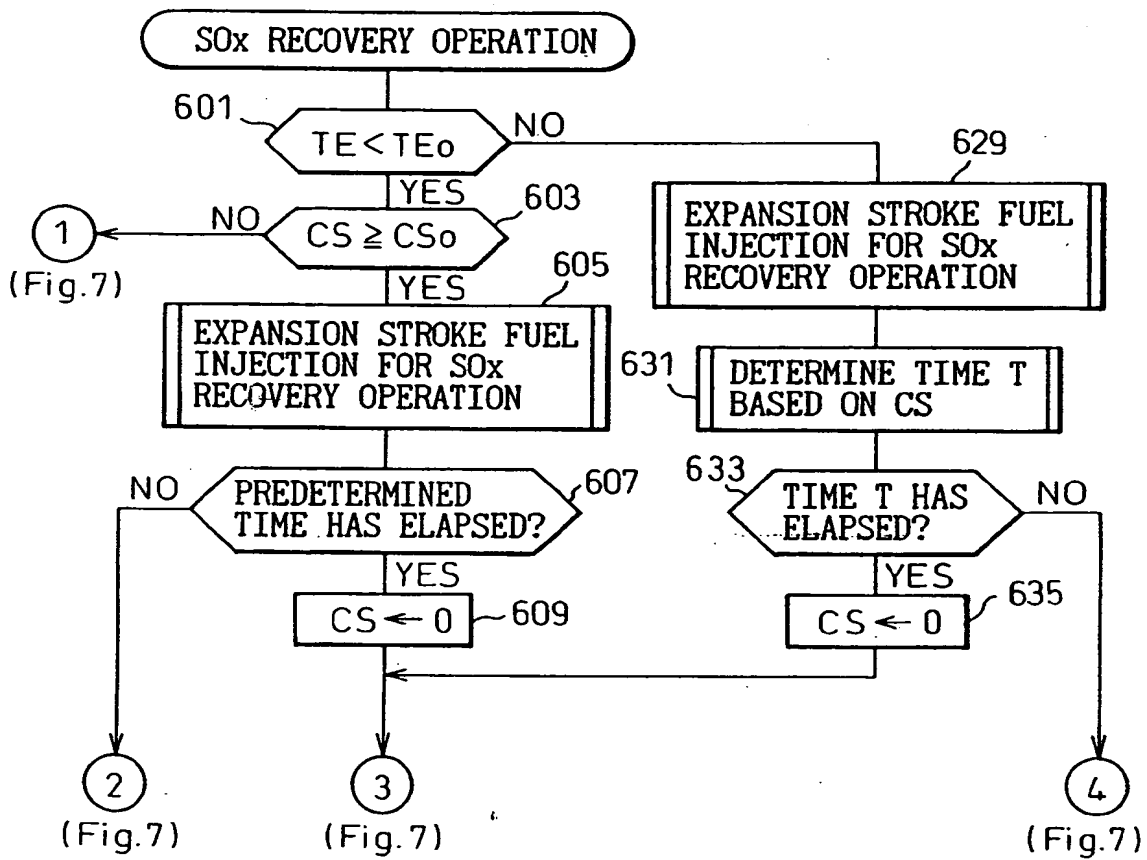 SOx RECOVERY OPERATION
601
TE < TEo
NO
YES
629
EXPANSION STROKE FUEL
INJECTION FOR SOx
RECOVERY OPERATION
603
CS ≧ CSo
NO
1
(Fig.7)
YES
605
EXPANSION STROKE FUEL
INJECTION FOR SOx
RECOVERY OPERATION
631
DETERMINE TIME T
BASED ON CS
NO
PREDETERMINED
TIME HAS ELAPSED?
607
633
TIME T HAS
ELAPSED?
NO
YES
CS ← 0
609
YES
CS ← 0
635
2
(Fig.7)
3
(Fig.7)
4
(Fig.7)